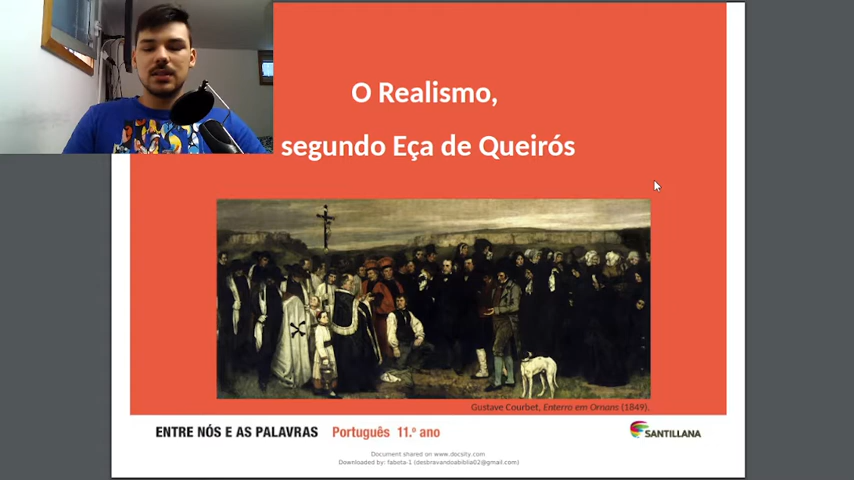 O Realismo,
segundo Eça de Queirós
Gustave Courbet, Enterro em Ornans (1849).
ENTRE NÓS E AS PALAVRAS Português 11.º ano
SANTILLANA
Document shared on www.docsity.com
Downloaded by: fabeta-1 (desbravandoabiblia02@gmail.com)